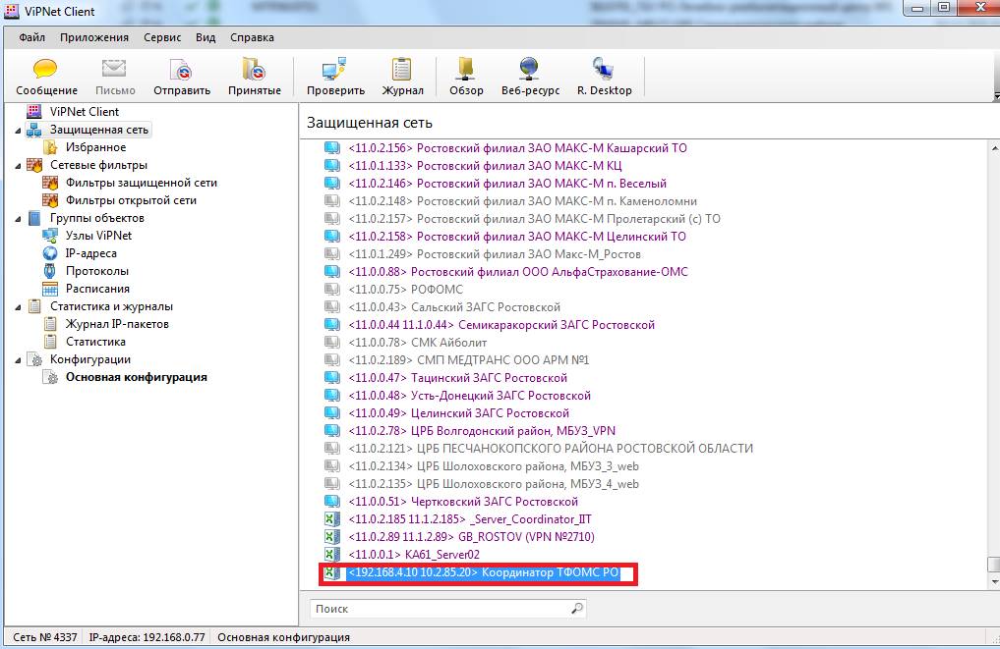 ViPNet Client
Файл Приложения Сервис Вид Справка
Сообщение Письмо Отправить Принятые Проверить Журнал Обзор Веб-ресурс R. Desktop
ViPNet Client
Защищенная сеть
Избранное
Сетевые фильтры
Фильтры защищенной сети
Фильтры открытой сети
Группы объектов
Узлы ViPNet
IP-адреса
Протоколы
Расписания
Статистика и журналы
Журнал IP-пакетов
Статистика
Конфигурации
Основная конфигурация
Защищенная сеть
<11.0.2.156> Ростовский филиал ЗАО МАКС-М Кашарский ТО
<11.0.1.133> Ростовский филиал ЗАО МАКС-М КЦ
<11.0.2.146> Ростовский филиал ЗАО МАКС-М п. Веселый
<11.0.2.148> Ростовский филиал ЗАО МАКС-М п. Каменоломни
<11.0.2.157> Ростовский филиал ЗАО МАКС-М Пролетарский (с) ТО
<11.0.2.158> Ростовский филиал ЗАО МАКС-М Целинский ТО
<11.0.1.249> Ростовский филиал ЗАО Макс-М_Ростов
<11.0.0.88> Ростовский филиал ООО АльфаСтрахование-ОМС
<11.0.0.75> РОФОМС
<11.0.0.43> Сальский ЗАГС Ростовской
<11.0.0.44 11.1.0.44> Семикаракорский ЗАГС Ростовской
<11.0.0.78> СМК Айболит
<11.0.2.189> СМП МЕДТРАНС ООО АРМ №1
<11.0.0.47> Тацинский ЗАГС Ростовской
<11.0.0.48> Усть-Донецкий ЗАГС Ростовской
<11.0.0.49> Целинский ЗАГС Ростовской
<11.0.2.78> ЦРБ Волгодонский район, МБУЗ_VPN
<11.0.2.121> ЦРБ ПЕСЧАНОКОПСКОГО РАЙОНА РОСТОВСКОЙ ОБЛАСТИ
<11.0.2.134> ЦРБ Шолоховского района, МБУЗ_3_web
<11.0.2.135> ЦРБ Шолоховского района, МБУЗ_4_web
<11.0.0.51> Чертковский ЗАГС Ростовской
<11.0.2.185 11.1.2.185> _Server_Coordinator_IIT
<11.0.2.89 11.1.2.89> GB_ROSTOV (VPN №2710)
<11.0.0.1> KA61_Server02
<192.168.4.10 10.2.85.20> Координатор ТФОМС РО
Поиск
Сеть № 4337 IP-адреса: 192.168.0.77 Основная конфигурация